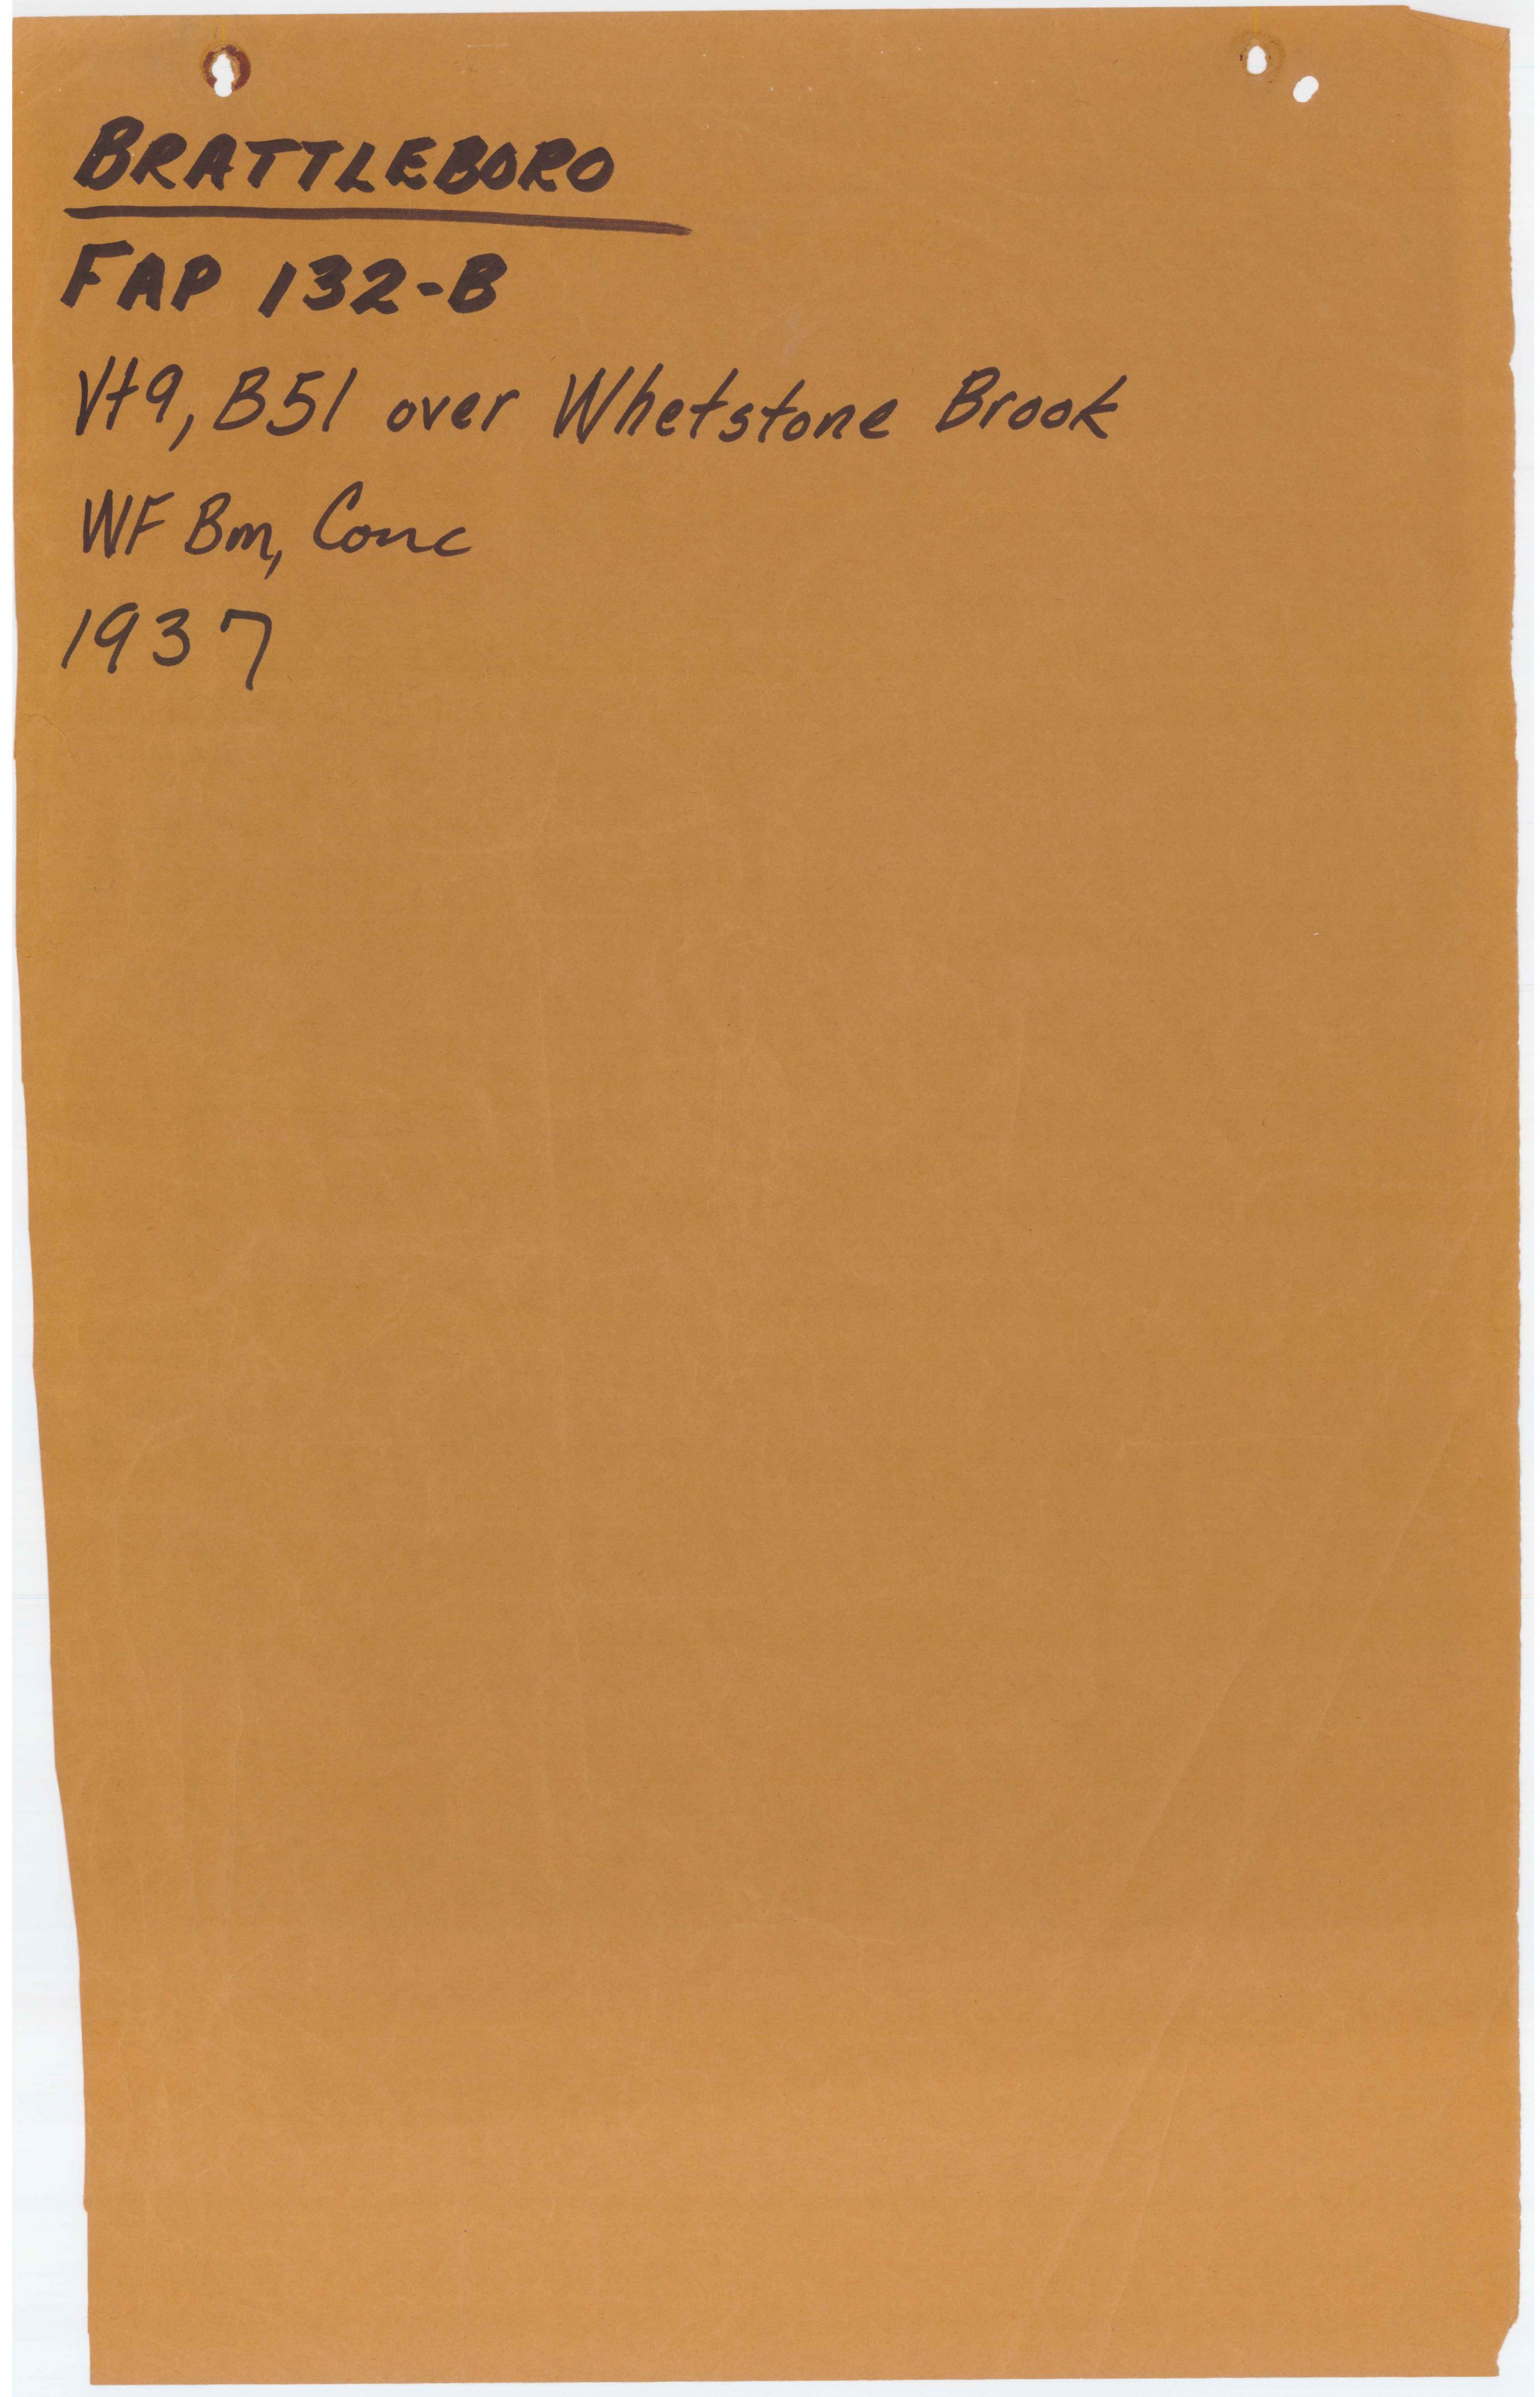 BRATTLEBORO
FAP 132-B
Vt9, B51 over Whetstone Brook
WF Bm, Conc
1937